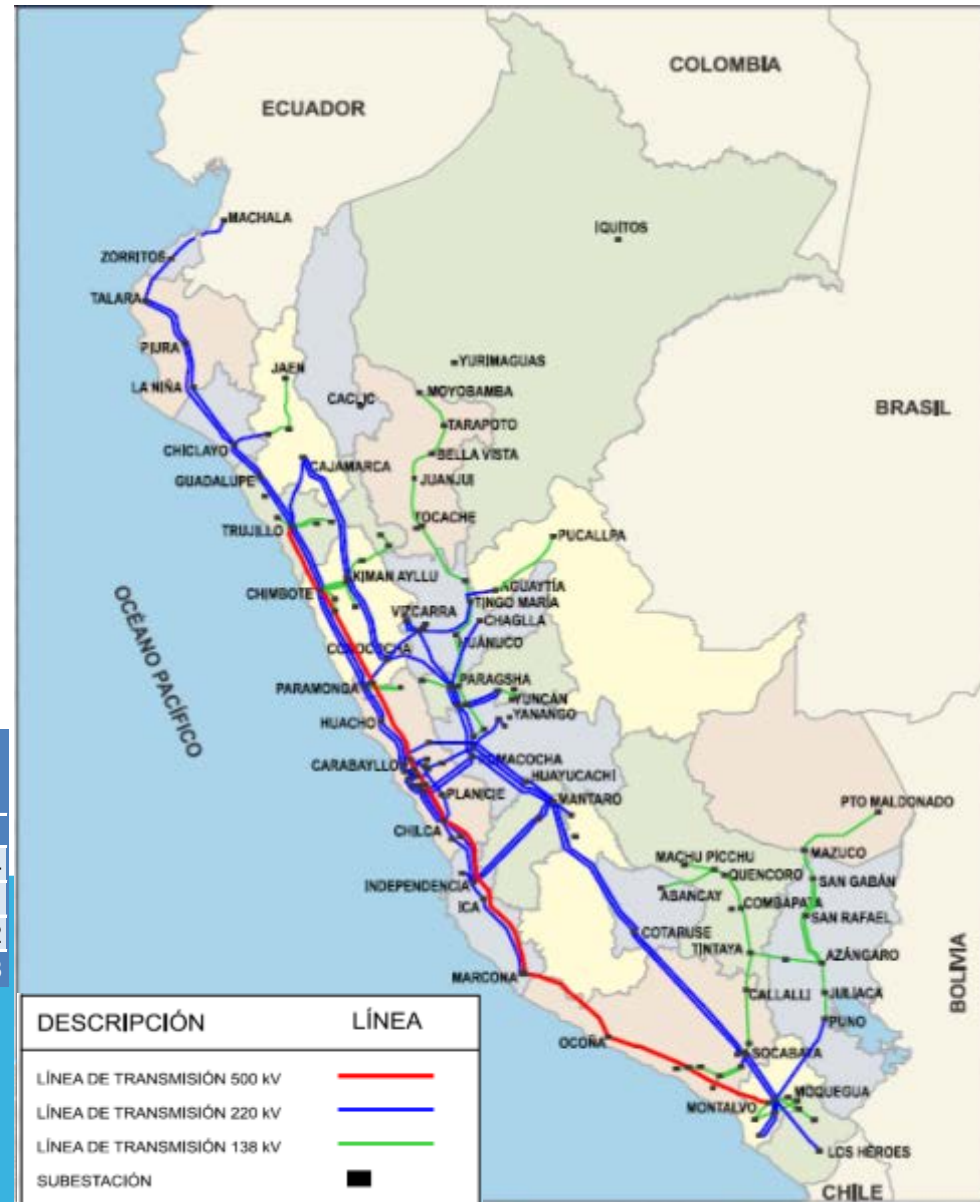 COLOMBIA
ECUADOR
MACHALA
IQUITOS
ZORRITOS
TALARA
PIURA
YURIMAGUAS
JAEN
MOYOBAMBA
LA NIÑA
CACLIC
BRASIL
TARAPOTO
CHICLAYO
BELLA VISTA
CAJAMARCA
GUADALUPE
JUANJUI
TOCACHE
TRUJILLO
PUCALLPA
KIMAN AYLLU
AGUAYTÍA
CHIMBOTE
TINGO MARÍA
VIZCARRA
CHAGLLA
OCÉANO PACÍFICO
HUÁNUCO
CONOCOCHA
PARAGSHA
PARAMONGA
YUNCÁN
YANANGO
HUACHO
POMACOCHA
CARABAYLLO
HUAYUCACHI
PLANICIE
MANTARO
PTO MALDONADO
CHILCA
MAZUCO
MACHU PICCHU
QUENCORO
SAN GABÁN
INDEPENDENCIA
ABANCAY
ICA
COMBAPATA
SAN RAFAEL
COTARUSE
TINTAYA
AZÁNGARO
MARCONA
BOLIVIA
CALLALLI
JULIACA
PUNO
OCOÑA
SOCABAYA
MOQUEGUA
MONTALVO
LOS HÉROES
CHILE
DESCRIPCIÓN LÍNEA
LÍNEA DE TRANSMISIÓN 500 kV
LÍNEA DE TRANSMISIÓN 220 kV
LÍNEA DE TRANSMISIÓN 138 kV
SUBESTACIÓN